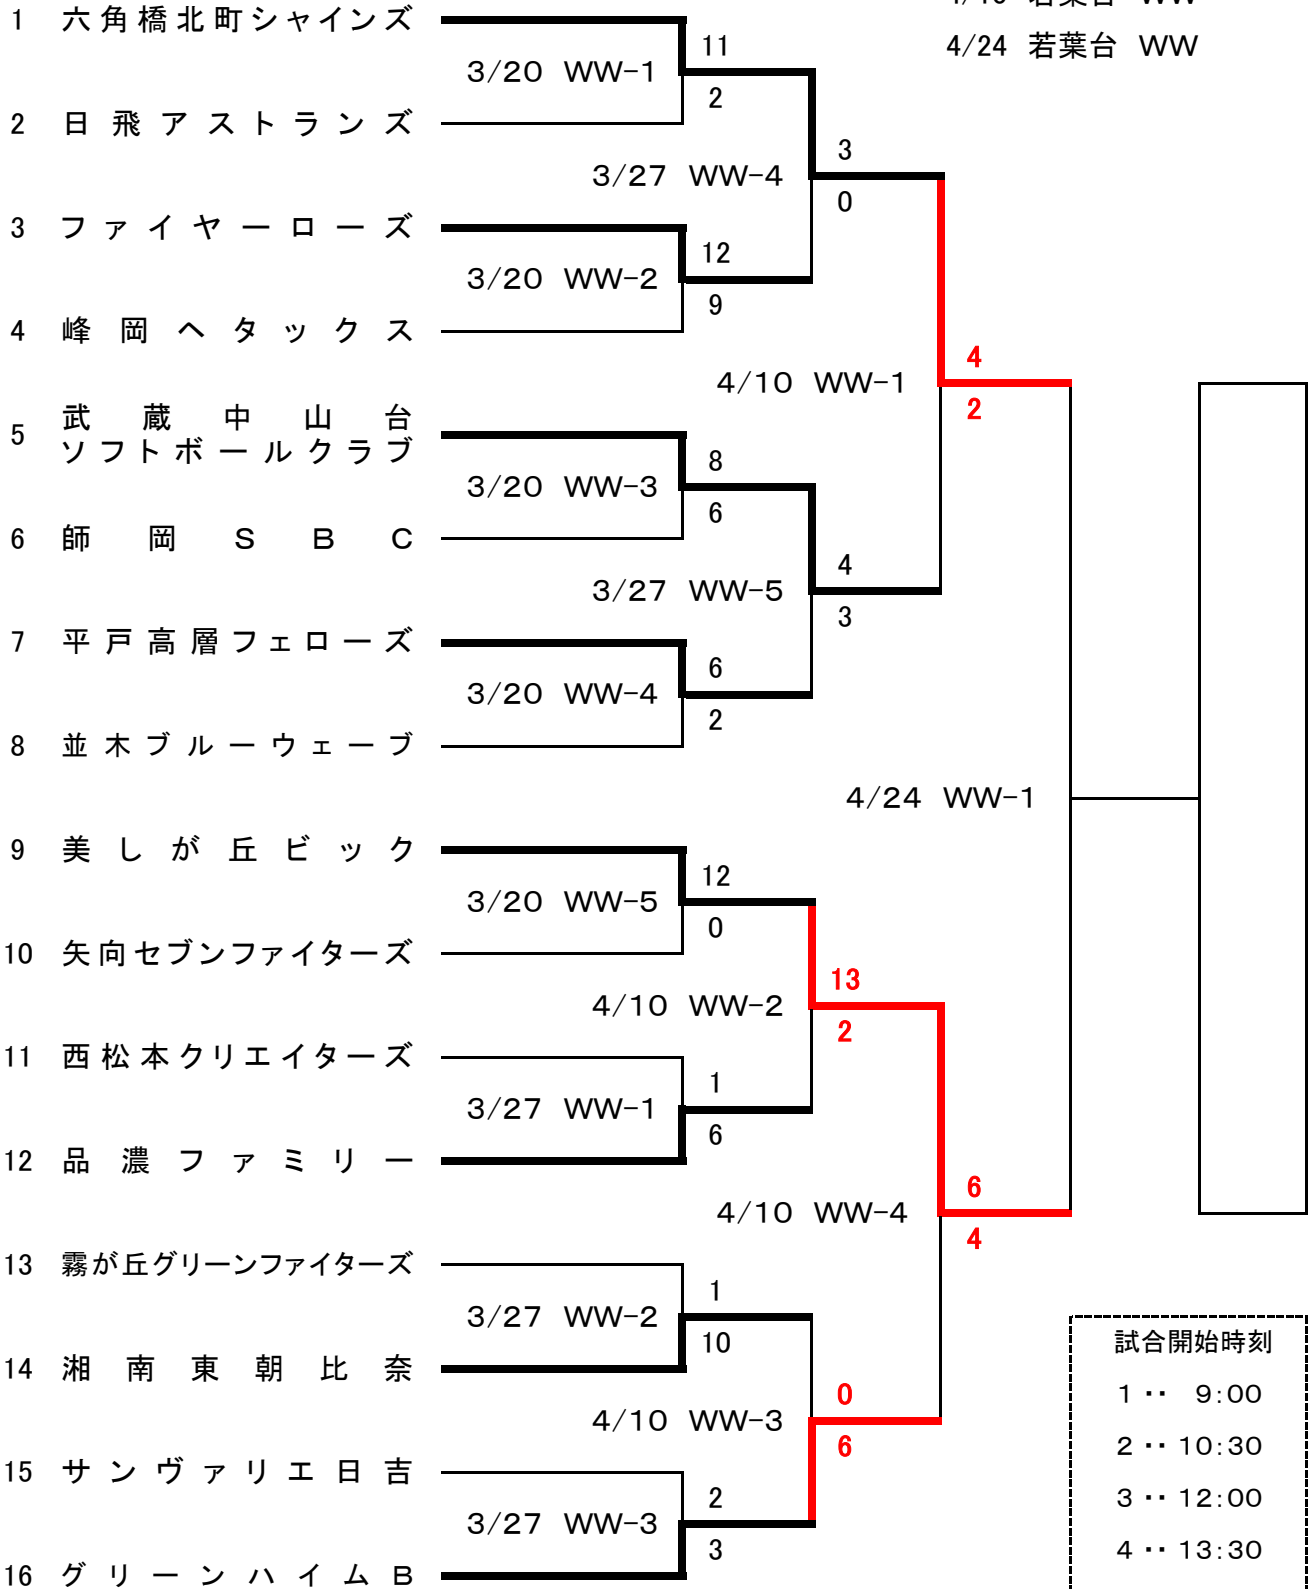 4/24 若葉台 WW
1 六角橋北町シャインズ
11
3/20 WW-1
2
2 日飛アストランズ
3
3/27 WW-4
0
3 ファイヤーローズ
12
3/20 WW-2
9
4 峰岡ヘタックス
4
4/10 WW-1
2
武蔵中山台
5
ソフトボールクラブ
8
3/20 WW-3
6
6 師岡SBC
4
3/27 WW-5
3
7 平戸高層フェローズ
6
3/20 WW-4
2
8 並木ブルーウェーブ
4/24 WW-1
9 美しが丘ビック
12
3/20 WW-5
0
10 矢向セブンファイターズ
13
4/10 WW-2
2
11 西松本クリエイターズ
1
3/27 WW-1
6
12 品濃ファミリー
6
4/10 WW-4
4
13 霧が丘グリーンファイターズ
1
3/27 WW-2
10
14 湘南東朝比奈
0
4/10 WW-3
6
15 サンヴァリエ日吉
2
3/27 WW-3
3
16 グリーンハイムB
試合開始時刻
1 ‥ 9:00
2 ‥ 10:30
3 ‥ 12:00
4 ‥ 13:30